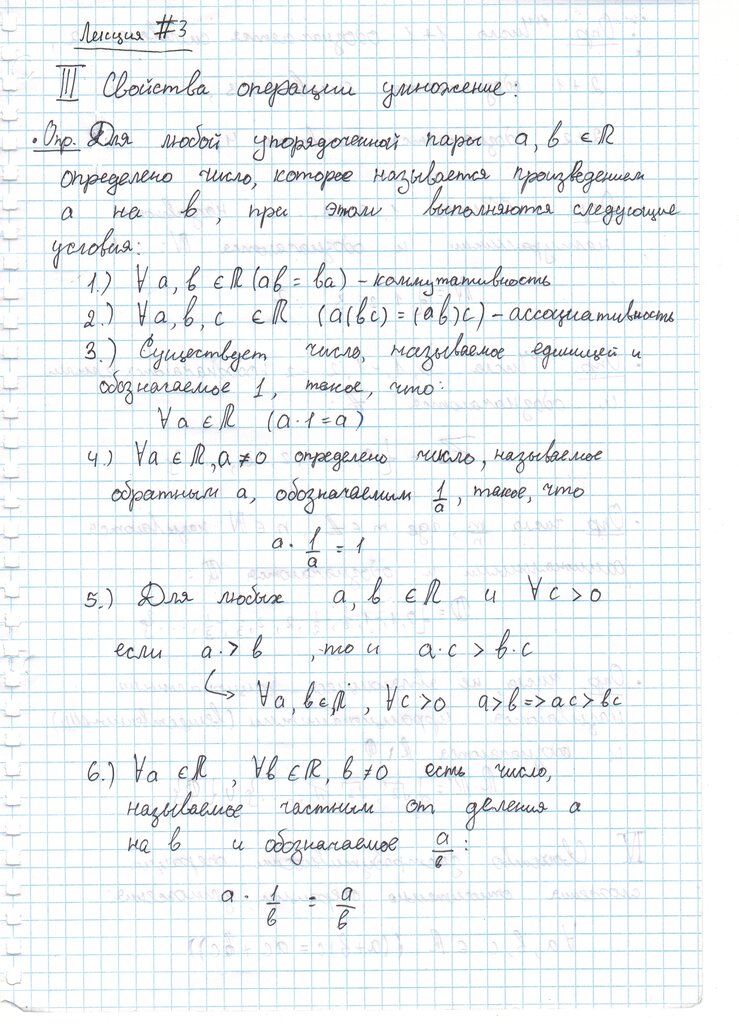 Лекция #3
III Свойства операции умножение:
• Опр. Для любой упорядоченной пары a, b ∈ ℝ
определено число, которое называется произведением
a на b, при этом выполняются следующие
условия:
1.) ∀ a, b ∈ ℝ (ab = ba) - коммутативность
2.) ∀ a, b, c ∈ ℝ (a(bc) = (ab)c) - ассоциативность
3.) Существует число, называемое единицей и
обозначаемое 1, такое, что:
∀ a ∈ ℝ (a·1 = a)
4.) ∀ a ∈ ℝ, a ≠ 0 определено число, называемое
обратным a, обозначаемым 1/a, такое, что
a · 1/a = 1
5.) Для любых a, b ∈ ℝ и ∀ c > 0
если a > b, то и a·c > b·c
↳ ∀ a, b ∈ ℝ, ∀ c > 0 a > b => ac > bc
6.) ∀ a ∈ ℝ, ∀ b ∈ ℝ, b ≠ 0 есть число,
называемое частным от деления a
на b и обозначаемое a/b:
a · 1/b = a/b